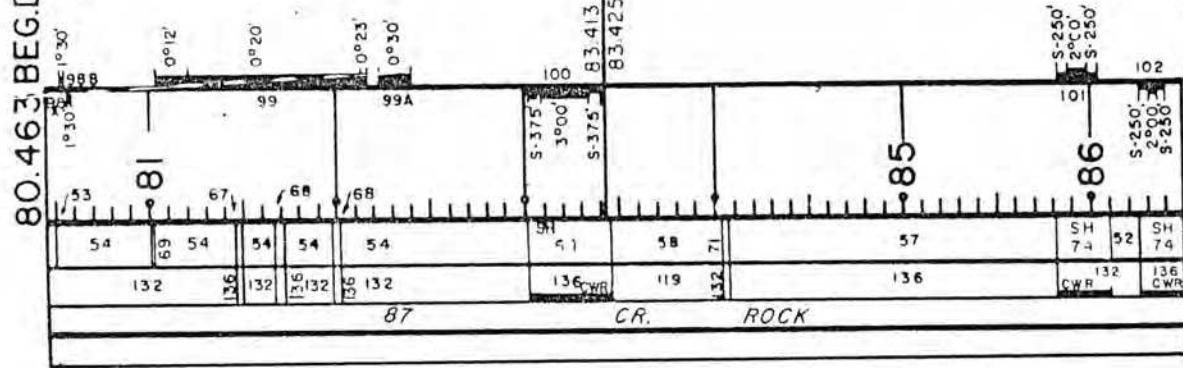 80.463 BEG.
1°30'
98B
1°30'
0°12'
0°20'
0°23'
0°30'
99
99A
100
S-375'
3°00'
S-375'
83.413
83.425
S-250'
2°00'
S-250'
101
102
S-250'
2°00'
S-250'
81
85
86
53
67
68
68
54
69
54
54
54
54
SH
58
71
57
SH
74
52
SH
74
132
136
132
136
132
136
132
136
CWR
119
132
136
CWR
132
136
CWR
87 CR. ROCK